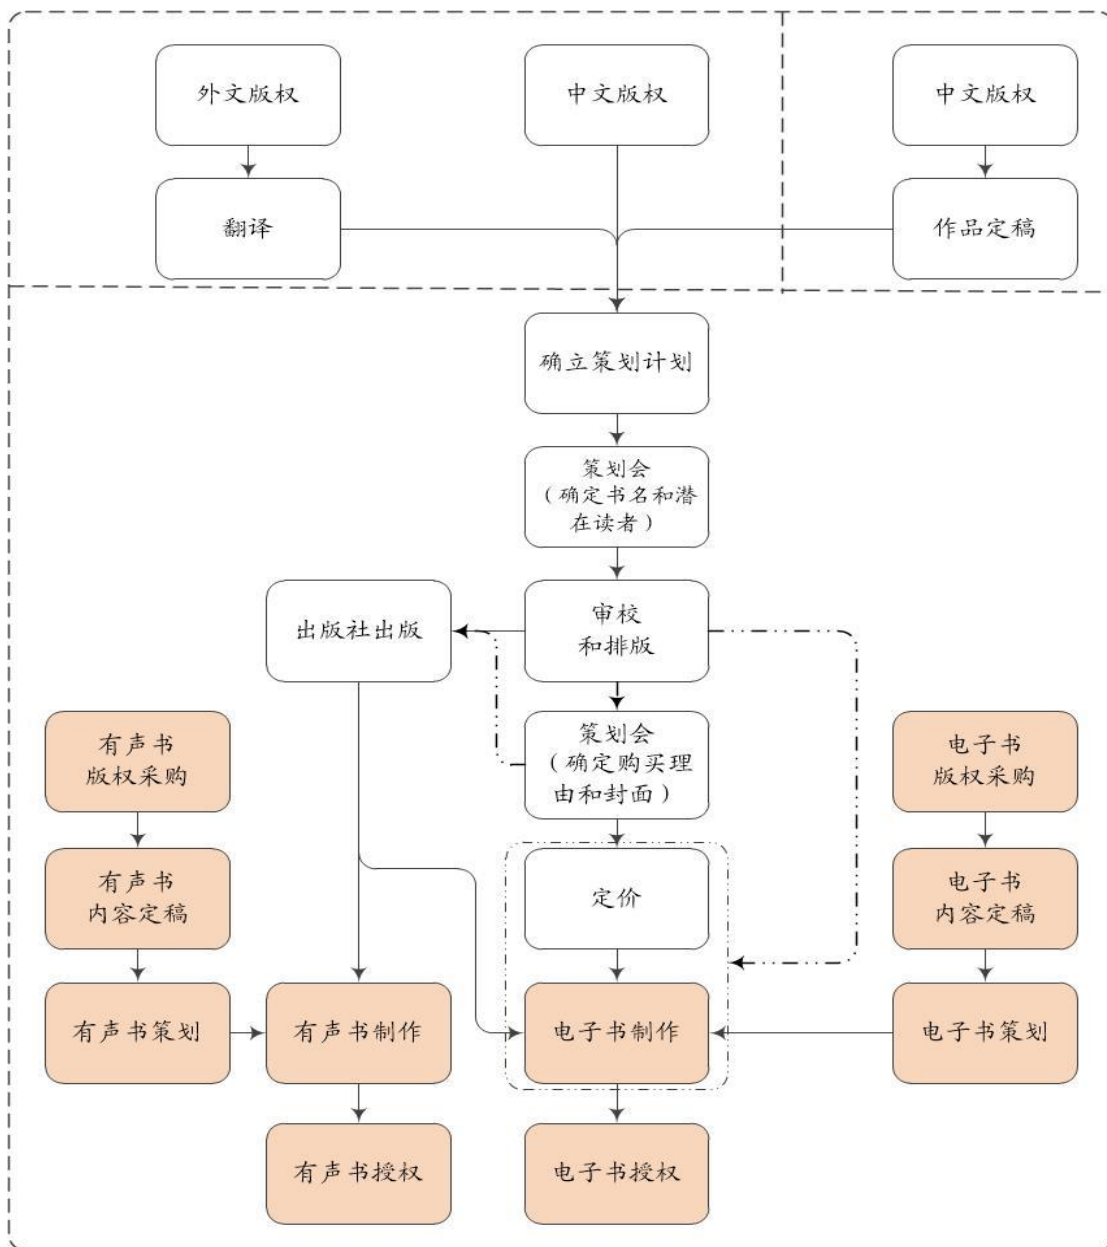 外文版权
中文版权
中文版权
翻译
作品定稿
确立策划计划
策划会
（确定书名和潜
在读者）
出版社出版
审校
和排版
有声书
版权采购
策划会
（确定购买理
由和封面）
电子书
版权采购
有声书
内容定稿
定价
电子书
内容定稿
有声书策划
有声书制作
电子书制作
电子书策划
有声书授权
电子书授权